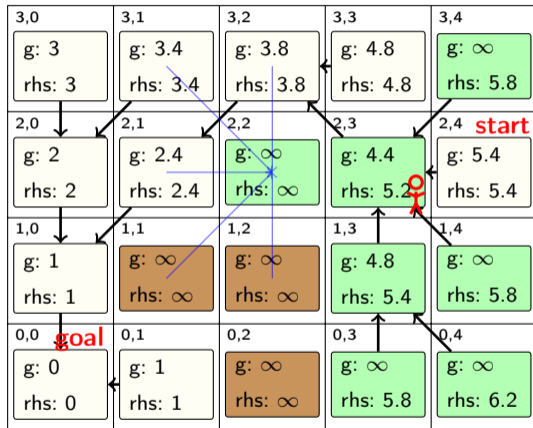 3,0 3,1 3,2 3,3 3,4
g: 3 g: 3.4 g: 3.8 g: 4.8 g: ∞
rhs: 3 rhs: 3.4 rhs: 3.8 rhs: 4.8 rhs: 5.8
2,0 2,1 2,2 2,3 2,4 start
g: 2 g: 2.4 g: ∞ g: 4.4 g: 5.4
rhs: 2 rhs: 2.4 rhs: ∞ rhs: 5.2 rhs: 5.4
1,0 1,1 1,2 1,3 1,4
g: 1 g: ∞ g: ∞ g: 4.8 g: ∞
rhs: 1 rhs: ∞ rhs: ∞ rhs: 5.4 rhs: 5.8
0,0 goal 0,1 0,2 0,3 0,4
g: 0 g: 1 g: ∞ g: ∞ g: ∞
rhs: 0 rhs: 1 rhs: ∞ rhs: 5.8 rhs: 6.2